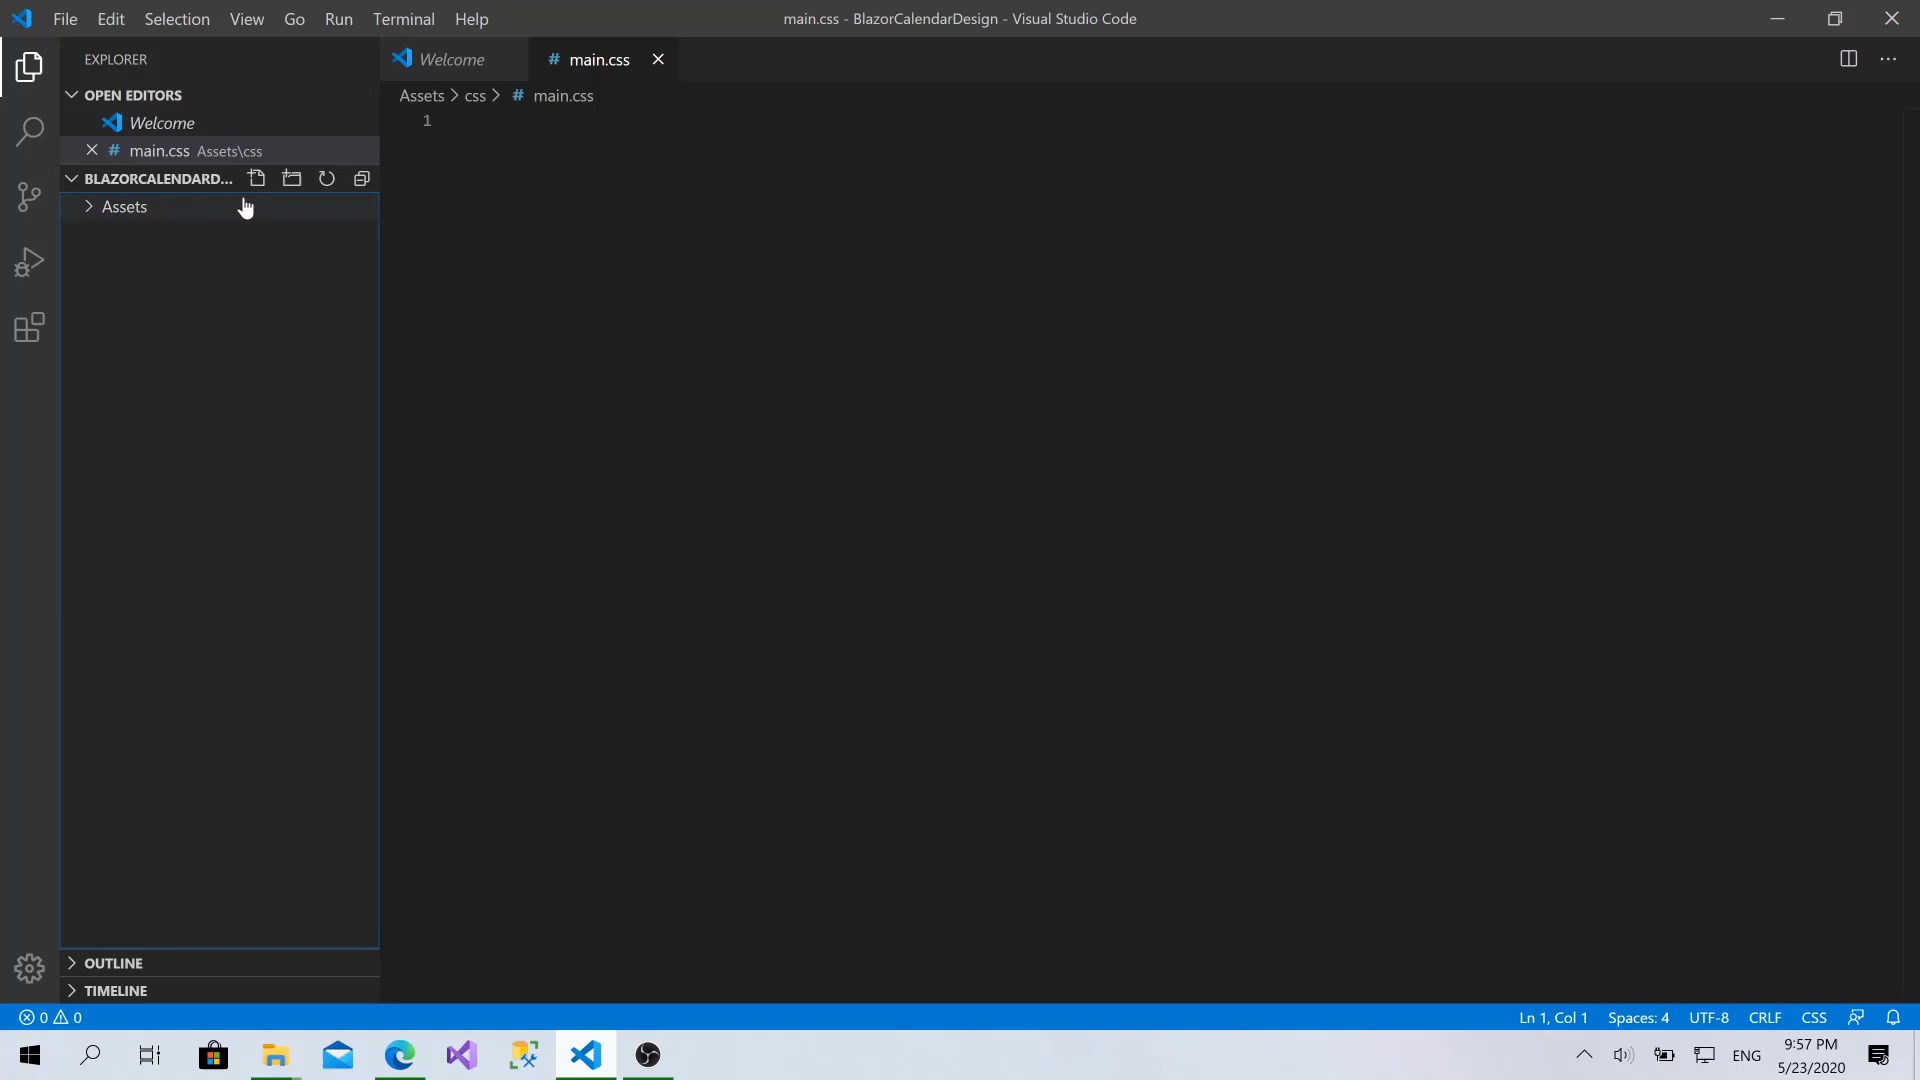 File Edit Selection View Go Run Terminal Help
main.css - BlazorCalendarDesign - Visual Studio Code
EXPLORER
Welcome
# main.css
OPEN EDITORS
Welcome
# main.css Assets\css
BLAZORCALENDARD...
Assets
Assets > css > # main.css
1
OUTLINE
TIMELINE
0 0
Ln 1, Col 1 Spaces: 4 UTF-8 CRLF CSS
ENG
9:57 PM
5/23/2020